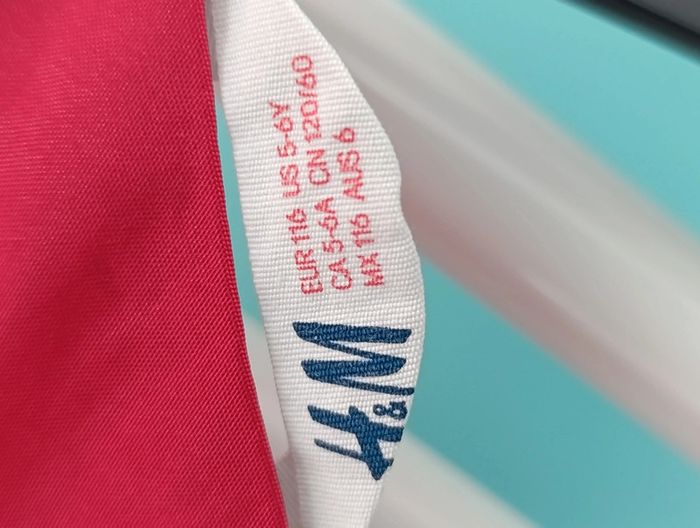 H&M
EUR 116 US 5-6Y
CA 5-6A CN 120/60
MX 116 AUS 6